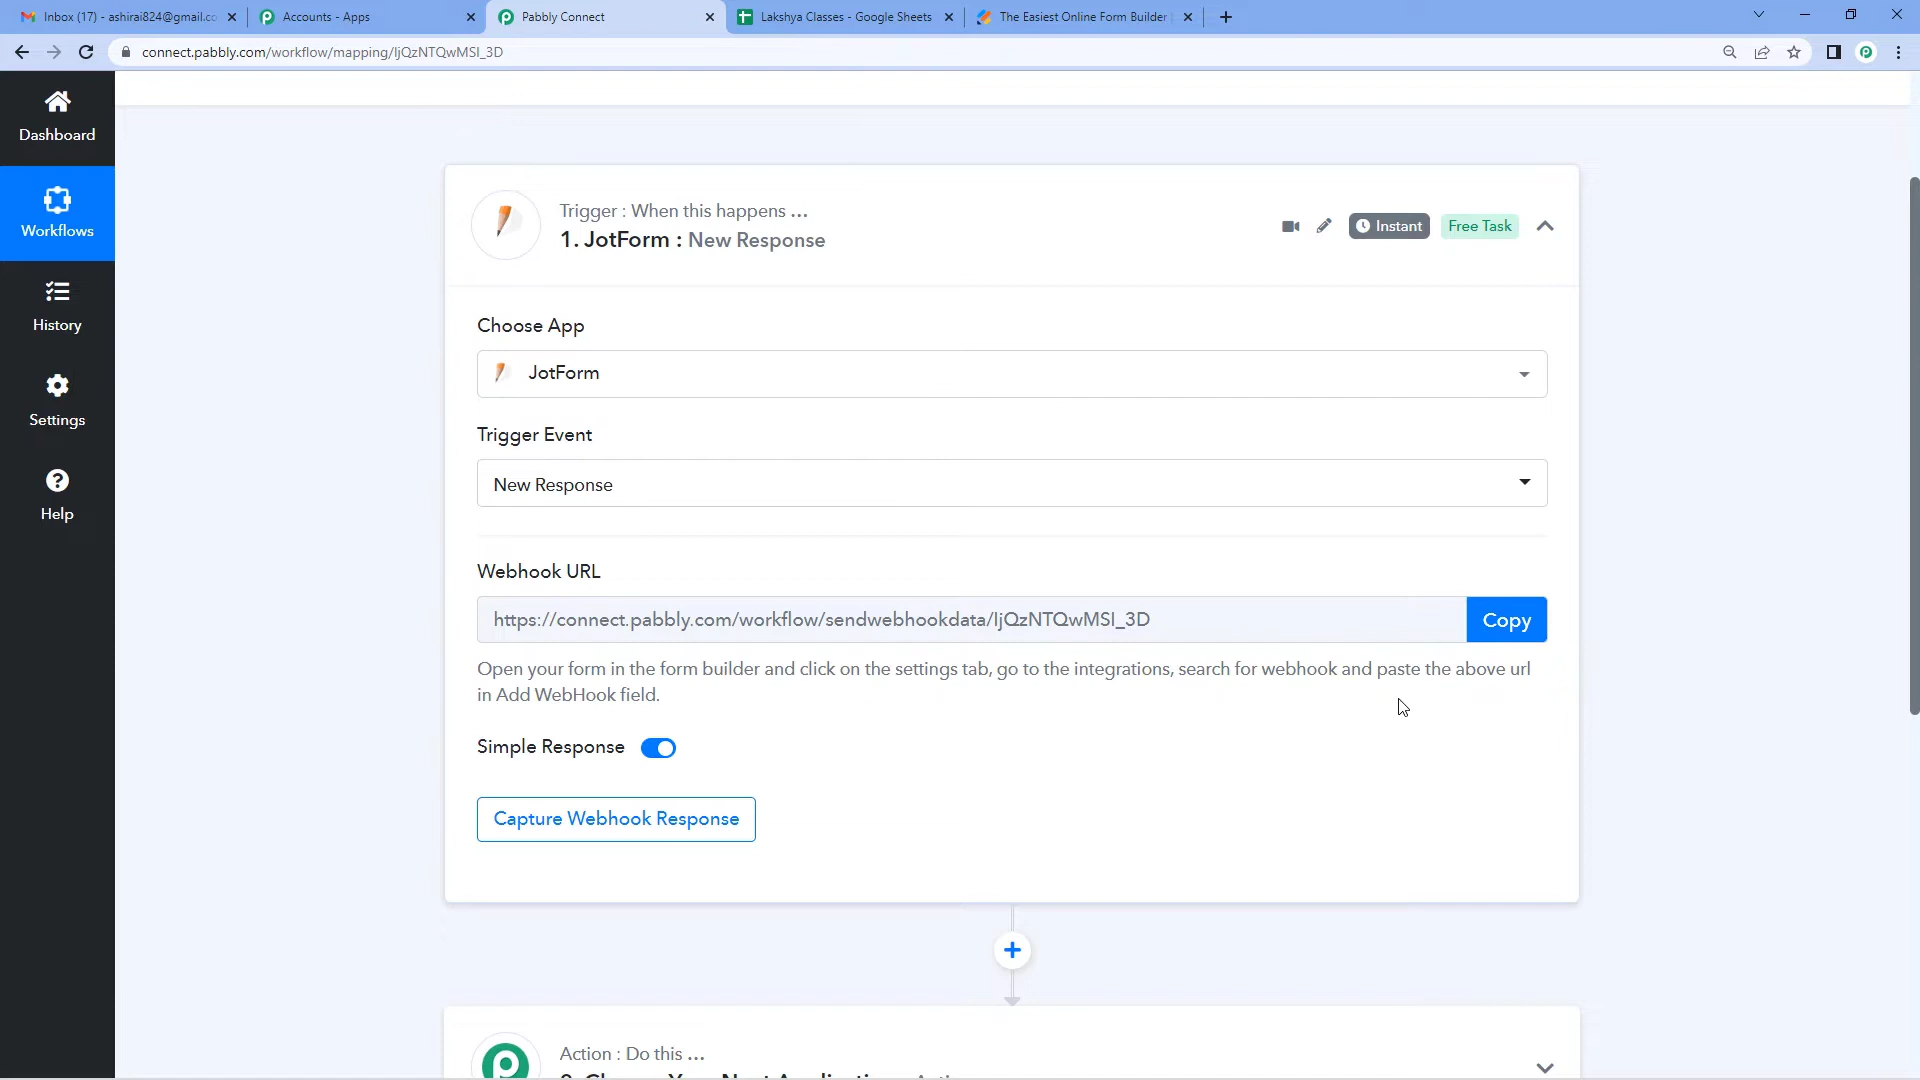 Inbox (17) - ashirai824@gmail.co
Accounts - Apps
Pabbly Connect
Lakshya Classes - Google Sheets
The Easiest Online Form Builder
connect.pabbly.com/workflow/mapping/IjQzNTQwMSI_3D
Dashboard
Workflows
History
Settings
Help
Trigger : When this happens ...
1. JotForm : New Response
Instant
Free Task
Choose App
JotForm
Trigger Event
New Response
Webhook URL
https://connect.pabbly.com/workflow/sendwebhookdata/IjQzNTQwMSI_3D
Copy
Open your form in the form builder and click on the settings tab, go to the integrations, search for webhook and paste the above url
in Add WebHook field.
Simple Response
Capture Webhook Response
Action : Do this ...